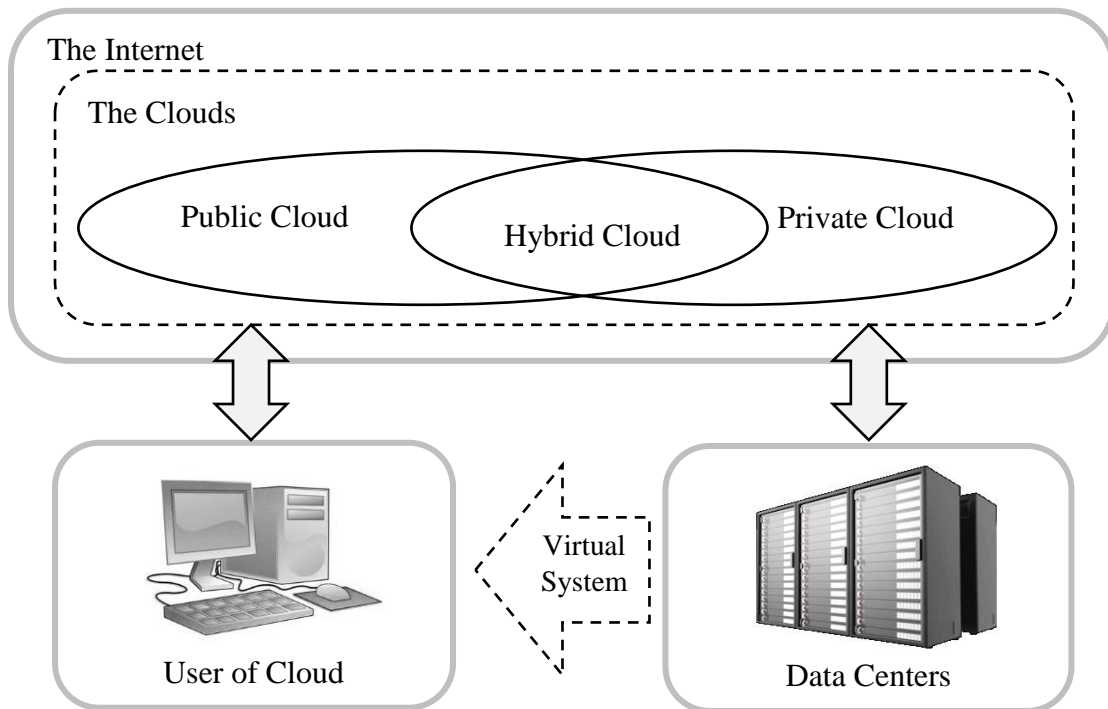 The Internet
The Clouds
Public Cloud
Hybrid Cloud
Private Cloud
Virtual
System
User of Cloud
Data Centers